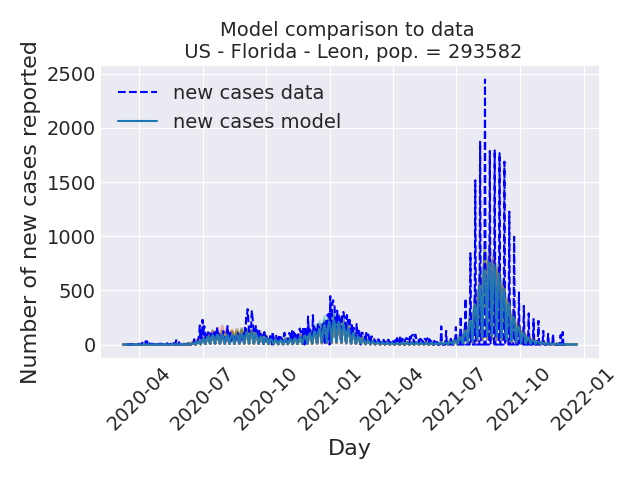 Model comparison to data
US - Florida - Leon, pop. = 293582
Number of new cases reported
2500
2000
1500
1000
500
0
new cases data
new cases model
2020-04
2020-07
2020-10
2021-01
2021-04
2021-07
2021-10
2022-01
Day